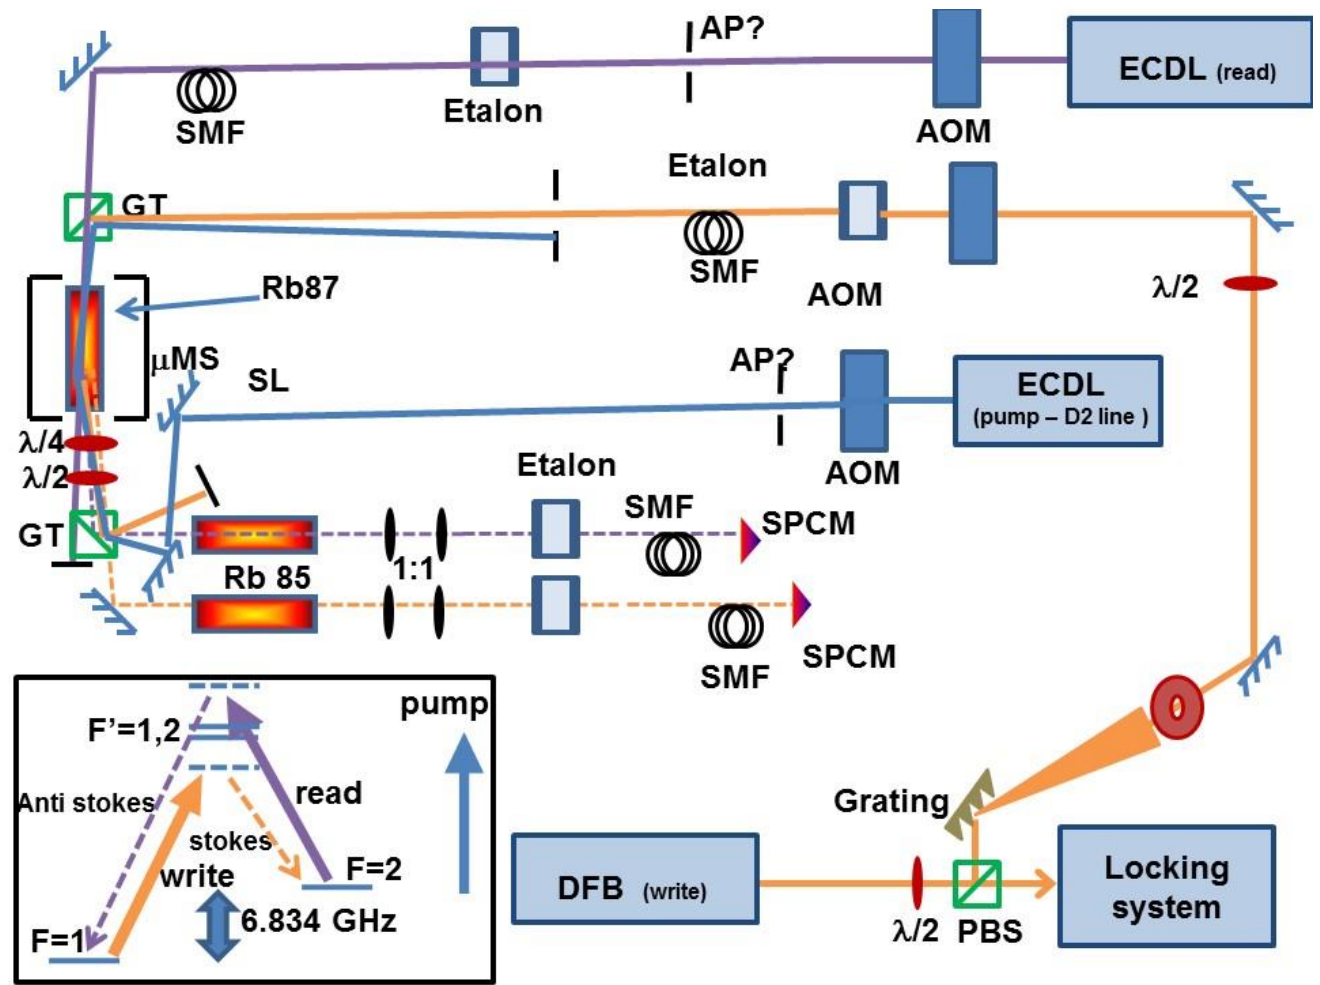 AP?
ECDL (read)
Etalon
SMF
AOM
Etalon
GT
SMF
λ/2
AOM
Rb87
μMS
SL
AP?
ECDL
(pump – D2 line )
λ/4
λ/2
AOM
Etalon
SMF
SPCM
GT
1:1
Rb 85
SMF
SPCM
pump
F'=1,2
Anti stokes
read
stokes
write
F=2
6.834 GHz
F=1
Grating
DFB (write)
Locking
system
λ/2
PBS